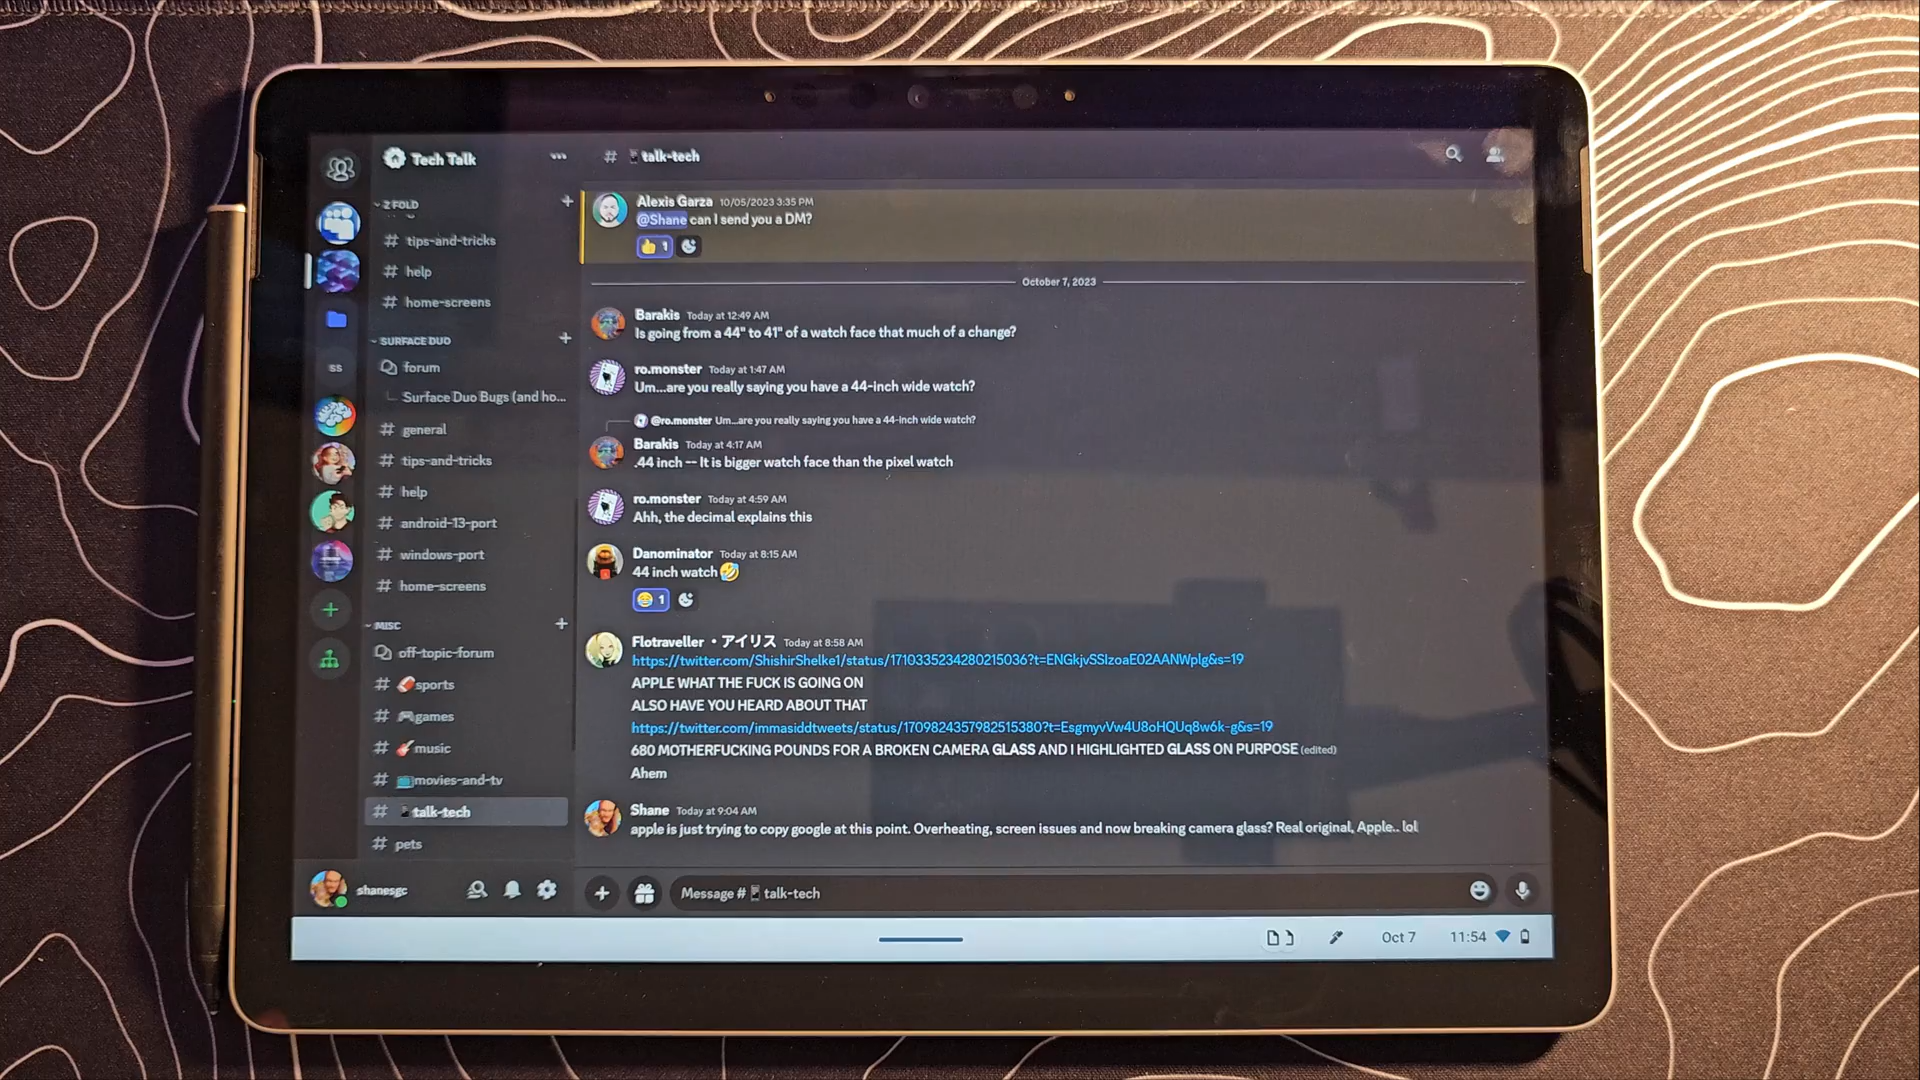 Tech Talk
Z FOLD
tips-and-tricks
help
home-screens
SURFACE DUO
SS
forum
Surface Duo Bugs (and ho...
general
tips-and-tricks
help
android-13-port
windows-port
home-screens
MISC
off-topic-forum
sports
games
music
movies-and-tv
talk-tech
pets
shanesgc
# talk-tech
Alexis Garza 10/05/2023 3:35 PM
@Shane can I send you a DM?
1
October 7, 2023
Barakis Today at 12:49 AM
Is going from a 44" to 41" of a watch face that much of a change?
ro.monster Today at 1:47 AM
Um...are you really saying you have a 44-inch wide watch?
@ro.monster Um...are you really saying you have a 44-inch wide watch?
Barakis Today at 4:17 AM
.44 inch -- It is bigger watch face than the pixel watch
ro.monster Today at 4:59 AM
Ahh, the decimal explains this
Danominator Today at 8:15 AM
44 inch watch🤣
😂 1
Flotraveller・アイリス Today at 8:58 AM
https://twitter.com/ShishirShelke1/status/1710335234280215036?t=ENGkjvSSIzoaE02AANWplg&s=19
APPLE WHAT THE FUCK IS GOING ON
ALSO HAVE YOU HEARD ABOUT THAT
https://twitter.com/immasiddtweets/status/1709824357982515380?t=EsgmyvVw4U8oHQUq8w6k-g&s=19
680 MOTHERFUCKING POUNDS FOR A BROKEN CAMERA GLASS AND I HIGHLIGHTED GLASS ON PURPOSE (edited)
Ahem
Shane Today at 9:04 AM
apple is just trying to copy google at this point. Overheating, screen issues and now breaking camera glass? Real original, Apple.. lol
Message # talk-tech
Oct 7 11:54